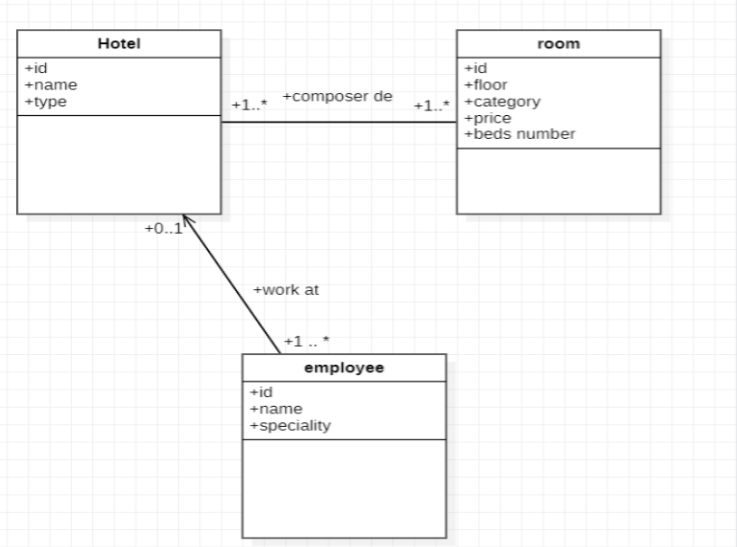 Hotel
+id
+name
+type
+1..*
+composer de
+1..*
room
+id
+floor
+category
+price
+beds number
+0..1
+work at
+1 .. *
employee
+id
+name
+speciality